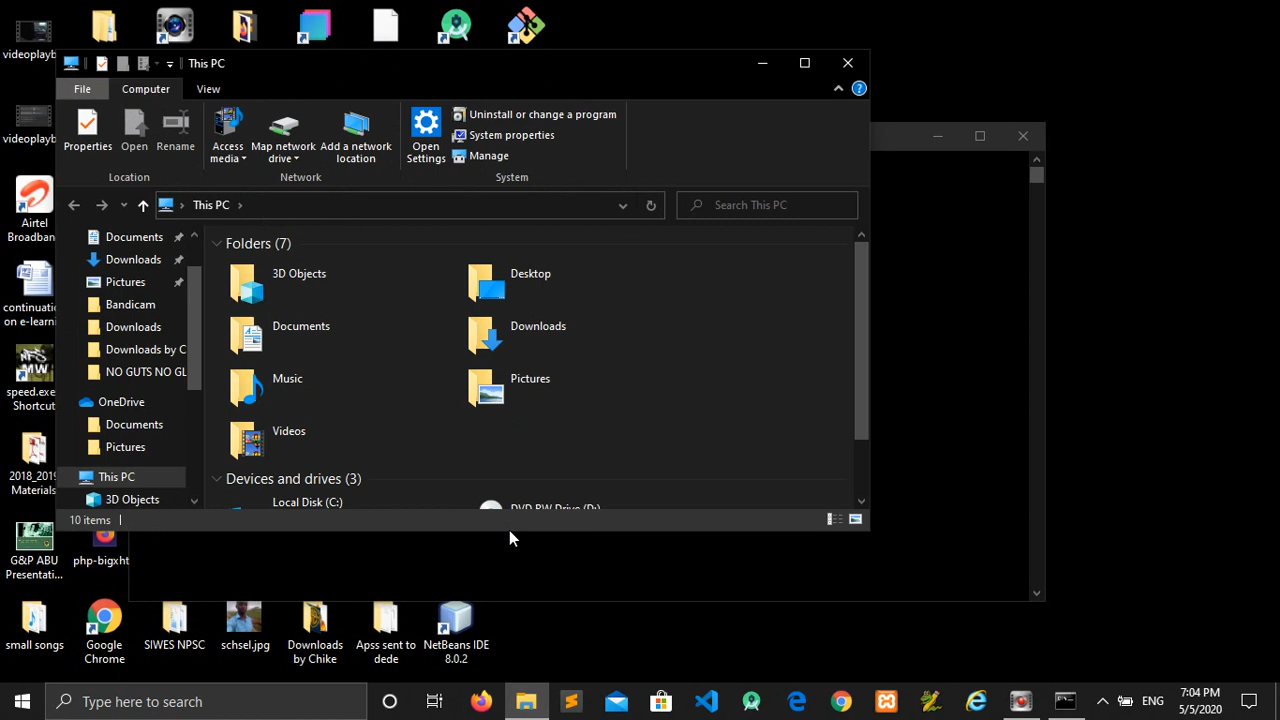 videoplayb
This PC
File
Computer
View
videoplayb
Properties
Open
Rename
Access
media
Map network
drive
Add a network
location
Open
Settings
Uninstall or change a program
System properties
Manage
Location
Network
System
Airtel
Broadban...
This PC
Search This PC
Documents
Downloads
Pictures
Bandicam
Downloads
Downloads by C
NO GUTS NO GL
OneDrive
Documents
Pictures
This PC
3D Objects
Folders (7)
3D Objects
Desktop
Documents
Downloads
Music
Pictures
Videos
Devices and drives (3)
Local Disk (C:)
DVD RW Drive (D:)
10 items
continuati
on e-learni
NFS
MW
speed.exe
Shortcut
2018_2019
Materials
G&P ABU
Presentati...
php-bigxht
small songs
Google
Chrome
SIWES NPSC
schsel.jpg
Downloads
by Chike
Apss sent to
dede
NetBeans IDE
8.0.2
Type here to search
ENG
7:04 PM
5/5/2020